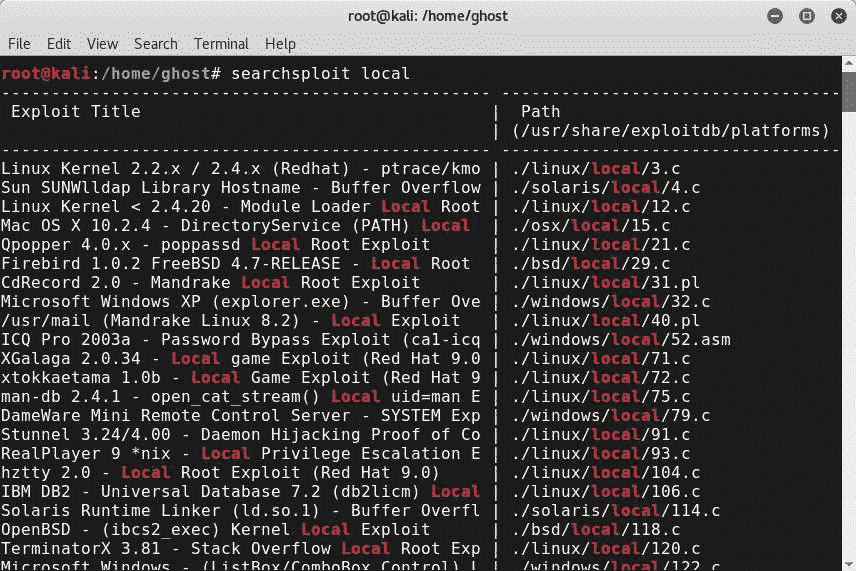 root@kali: /home/ghost
File Edit View Search Terminal Help
root@kali:/home/ghost# searchsploit local
--------------------------------------------- ----------------------------------
Exploit Title | Path
| (/usr/share/exploitdb/platforms)
--------------------------------------------- ----------------------------------
Linux Kernel 2.2.x / 2.4.x (Redhat) - ptrace/kmo | ./linux/local/3.c
Sun SUNWlldap Library Hostname - Buffer Overflow | ./solaris/local/4.c
Linux Kernel < 2.4.20 - Module Loader Local Root | ./linux/local/12.c
Mac OS X 10.2.4 - DirectoryService (PATH) Local | ./osx/local/15.c
Qpopper 4.0.x - poppassd Local Root Exploit | ./linux/local/21.c
Firebird 1.0.2 FreeBSD 4.7-RELEASE - Local Root | ./bsd/local/29.c
CdRecord 2.0 - Mandrake Local Root Exploit | ./linux/local/31.pl
Microsoft Windows XP (explorer.exe) - Buffer Ove | ./windows/local/32.c
/usr/mail (Mandrake Linux 8.2) - Local Exploit | ./linux/local/40.pl
ICQ Pro 2003a - Password Bypass Exploit (ca1-icq | ./windows/local/52.asm
XGalaga 2.0.34 - Local game Exploit (Red Hat 9.0 | ./linux/local/71.c
xtokkaetama 1.0b - Local Game Exploit (Red Hat 9 | ./linux/local/72.c
man-db 2.4.1 - open_cat_stream() Local uid=man E | ./linux/local/75.c
DameWare Mini Remote Control Server - SYSTEM Exp | ./windows/local/79.c
Stunnel 3.24/4.00 - Daemon Hijacking Proof of Co | ./linux/local/91.c
RealPlayer 9 *nix - Local Privilege Escalation E | ./linux/local/93.c
hztty 2.0 - Local Root Exploit (Red Hat 9.0) | ./linux/local/104.c
IBM DB2 - Universal Database 7.2 (db2licm) Local | ./linux/local/106.c
Solaris Runtime Linker (ld.so.1) - Buffer Overfl | ./solaris/local/114.c
OpenBSD - (ibcs2_exec) Kernel Local Exploit | ./bsd/local/118.c
TerminatorX 3.81 - Stack Overflow Local Root Exp | ./linux/local/120.c
Microsoft Windows - (ListBox/ComboBox Control) L | ./windows/local/122.c